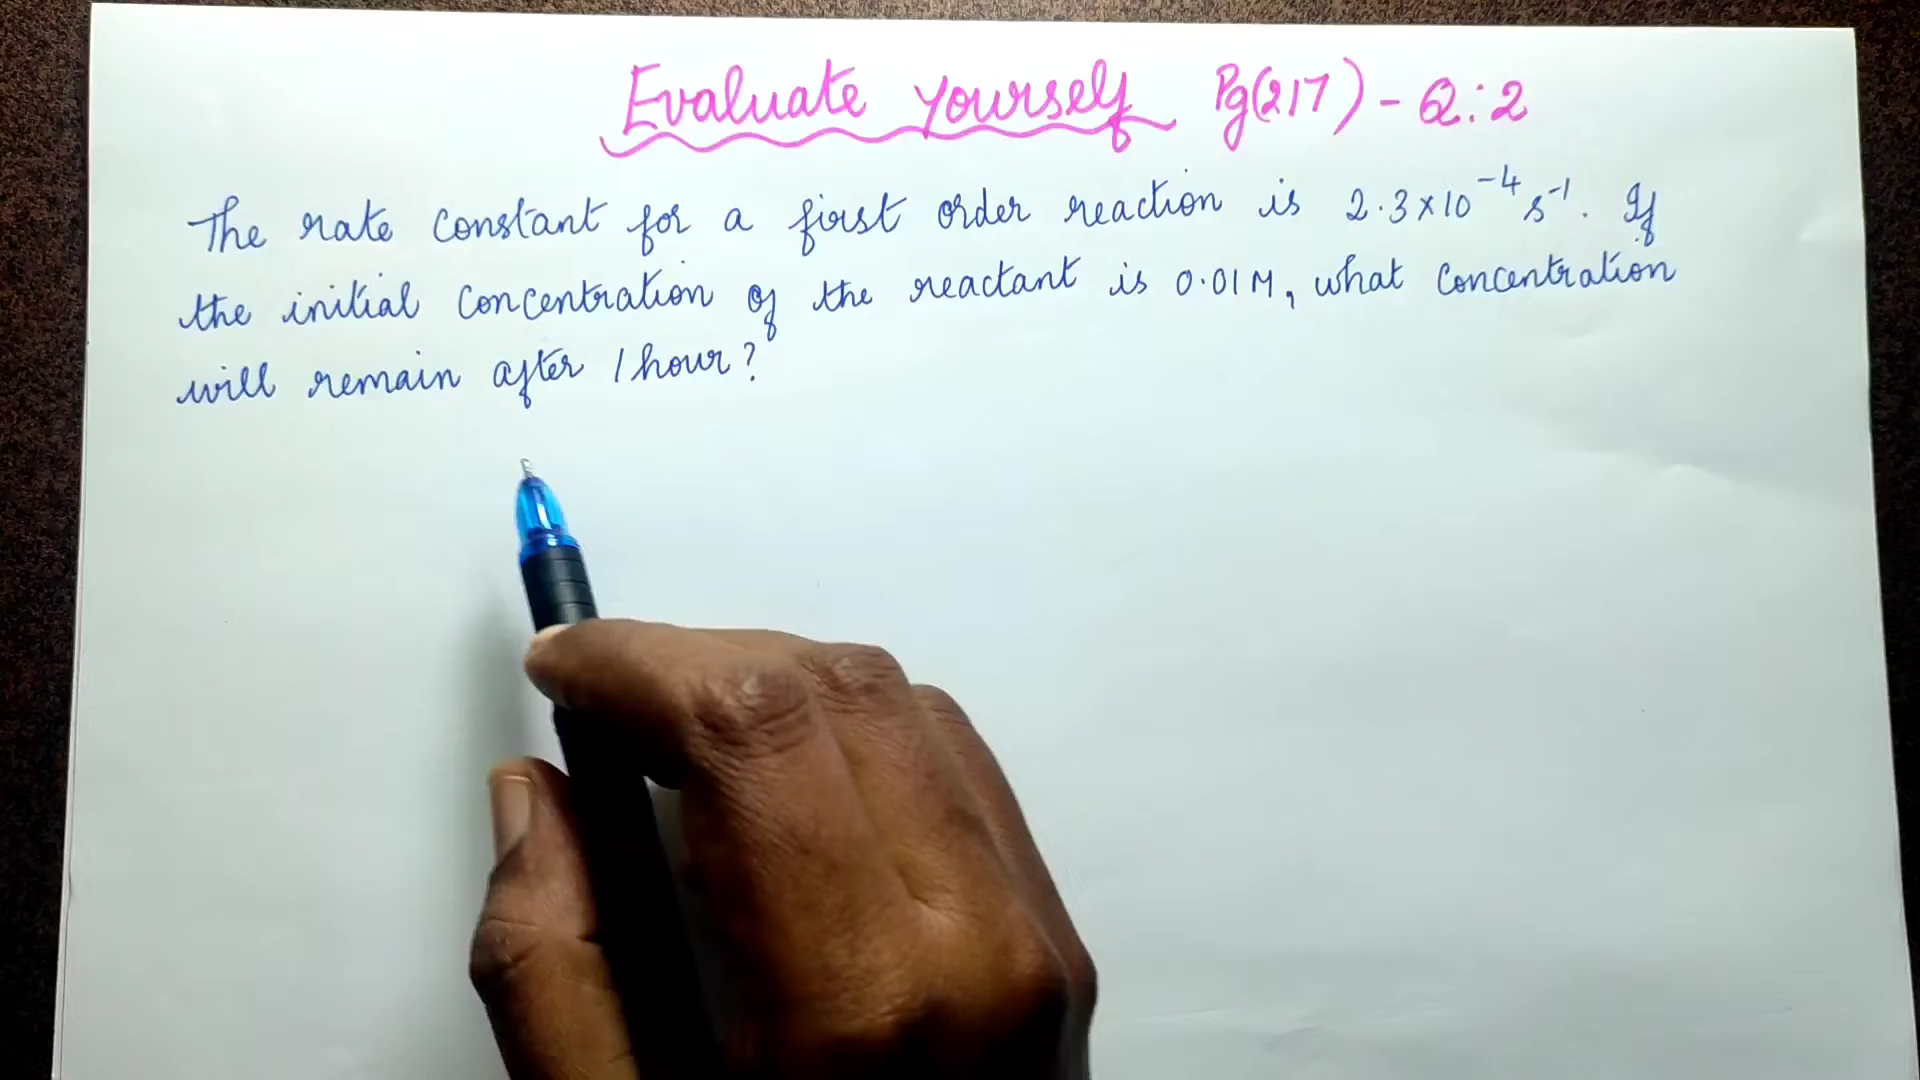 Evaluate yourself Pg(217) - Q:2
The rate constant for a first order reaction is 2.3×10⁻⁴ s⁻¹. If
the initial concentration of the reactant is 0.01M, what concentration
will remain after 1 hour?